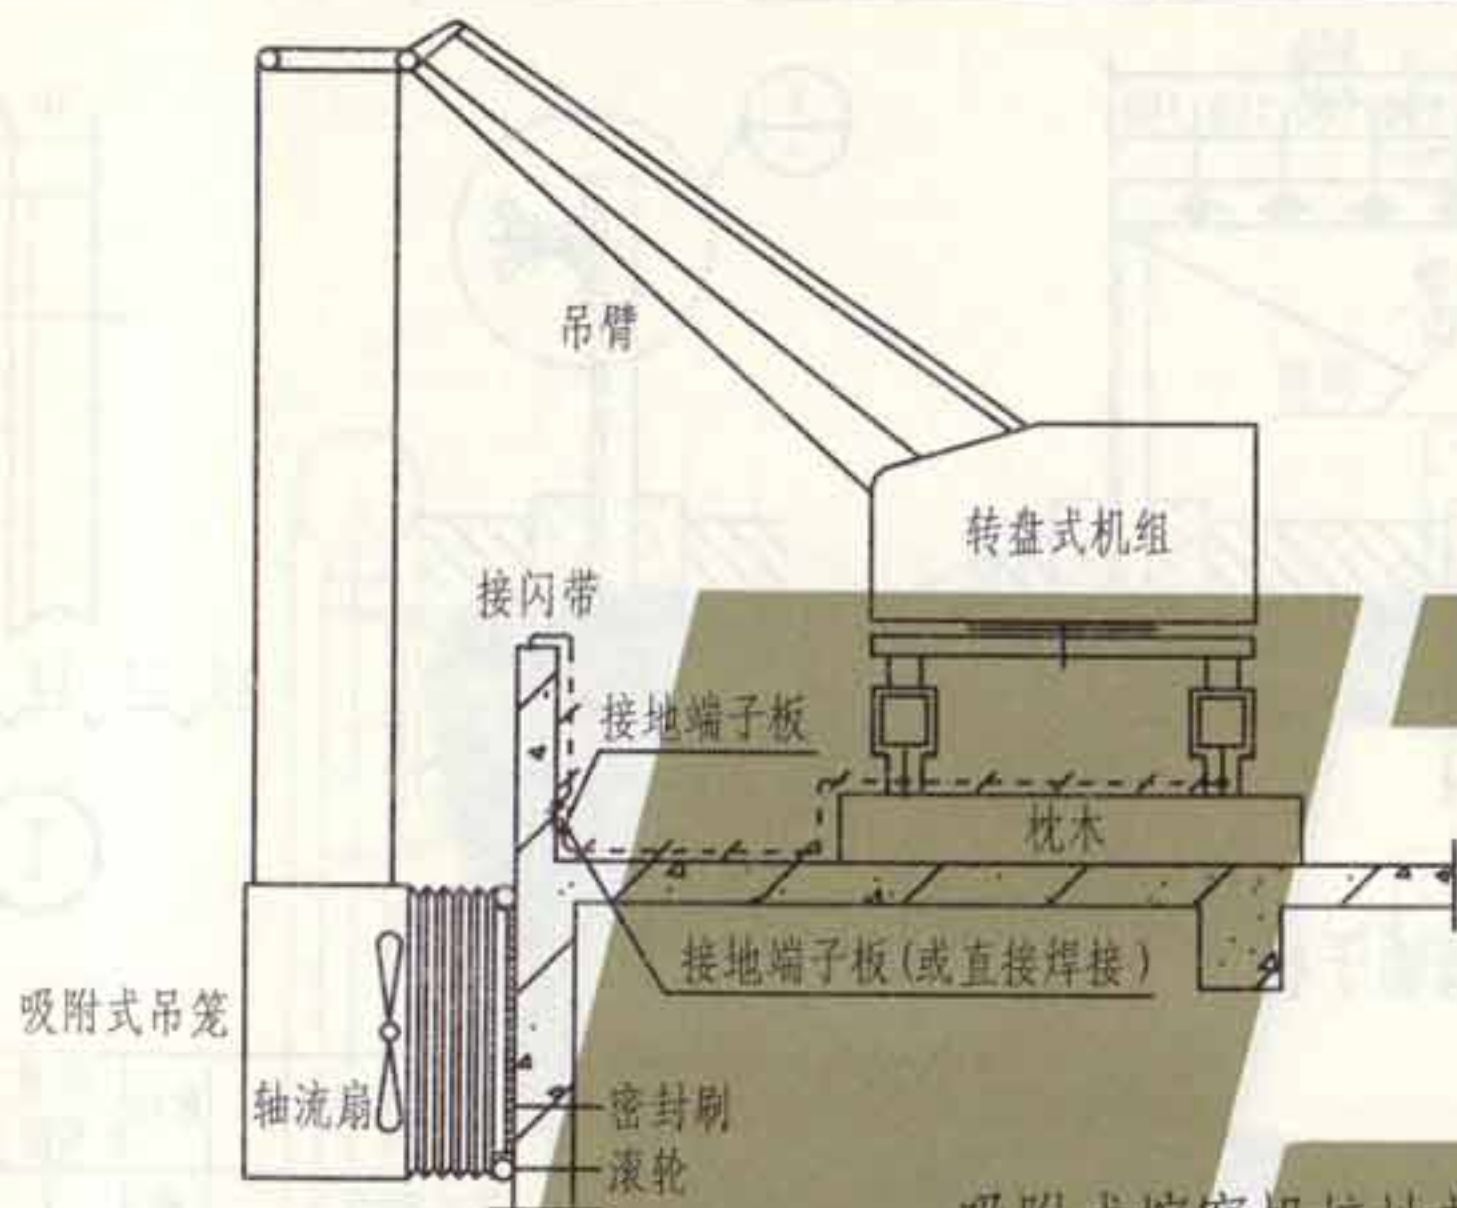 吊臂
转盘式机组
接闪带
接地端子板
枕木
接地端子板(或直接焊接)
吸附式吊笼
轴流扇
密封刷
滚轮